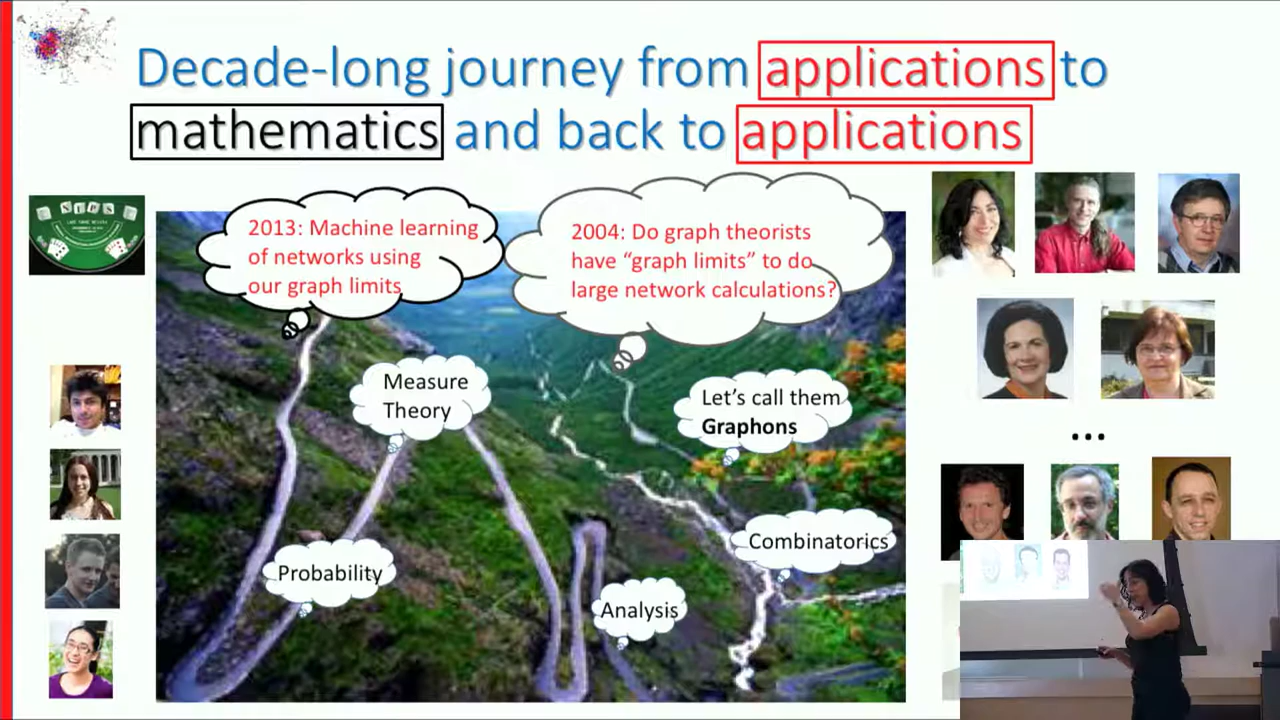 Decade-long journey from applications to
mathematics and back to applications
2013: Machine learning
of networks using
our graph limits
2004: Do graph theorists
have “graph limits” to do
large network calculations?
Measure
Theory
Let’s call them
Graphons
Combinatorics
Probability
Analysis
...